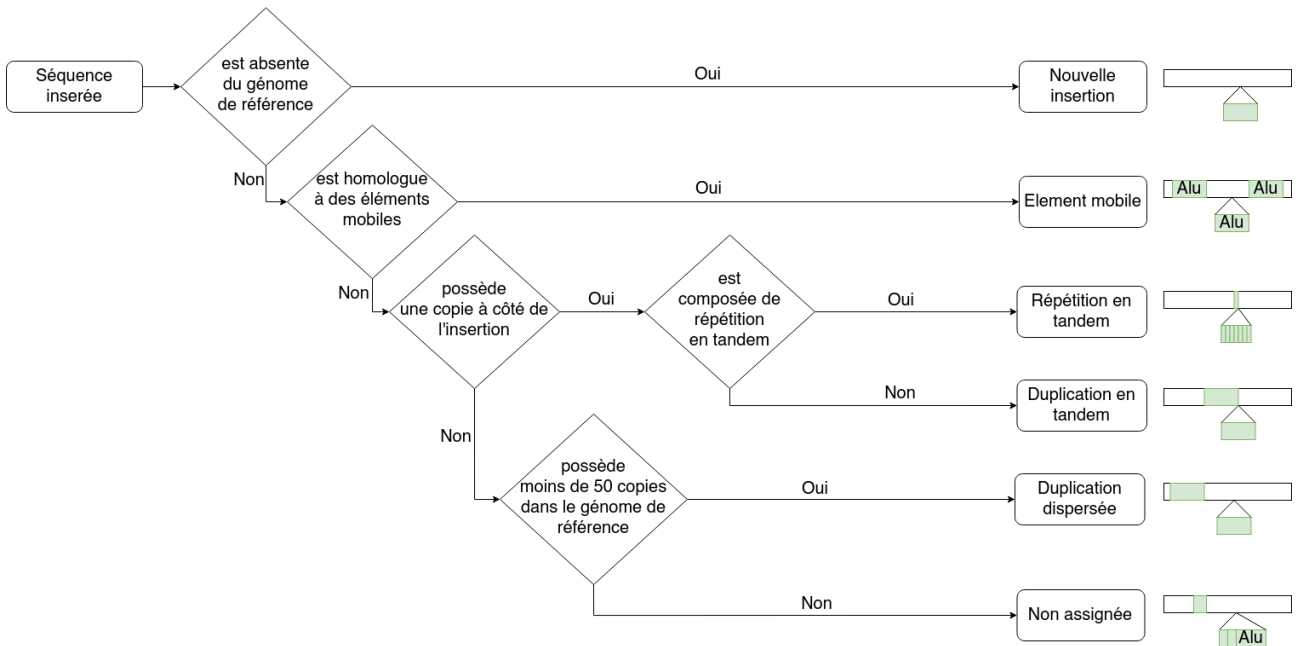 Séquence
inserée
est absente
du génome
de référence
Oui
Nouvelle
insertion
Non
est homologue
à des éléments
mobiles
Oui
Element mobile
Alu
Alu
Alu
Non
possède
une copie à côté de
l'insertion
Oui
est
composée de
répétition
en tandem
Oui
Répétition en
tandem
Non
Duplication en
tandem
Non
possède
moins de 50 copies
dans le génome de
référence
Oui
Duplication
dispersée
Non
Non assignée
Alu